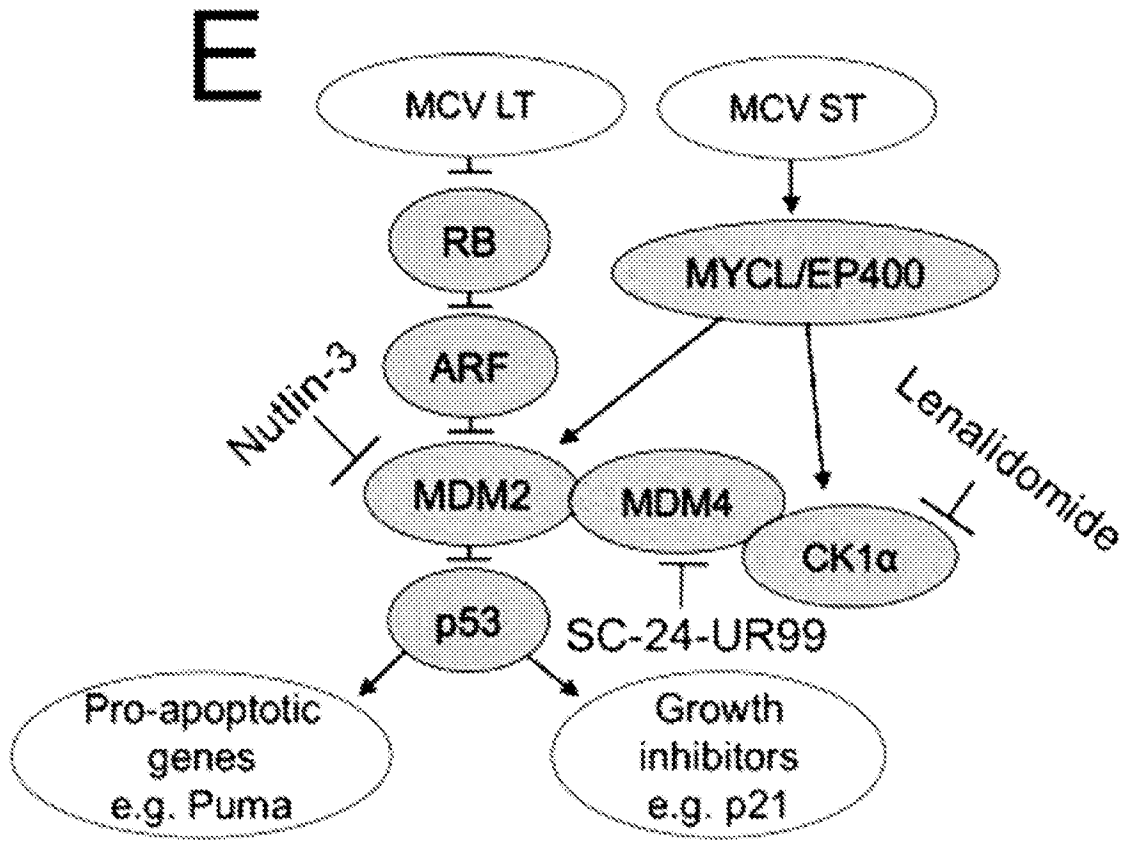 E
MCV LT
MCV ST
RB
MYCL/EP400
ARF
Nutlin-3
Lenalidomide
MDM2
MDM4
CK1α
p53
SC-24-UR99
Pro-apoptotic
genes
e.g. Puma
Growth
inhibitors
e.g. p21